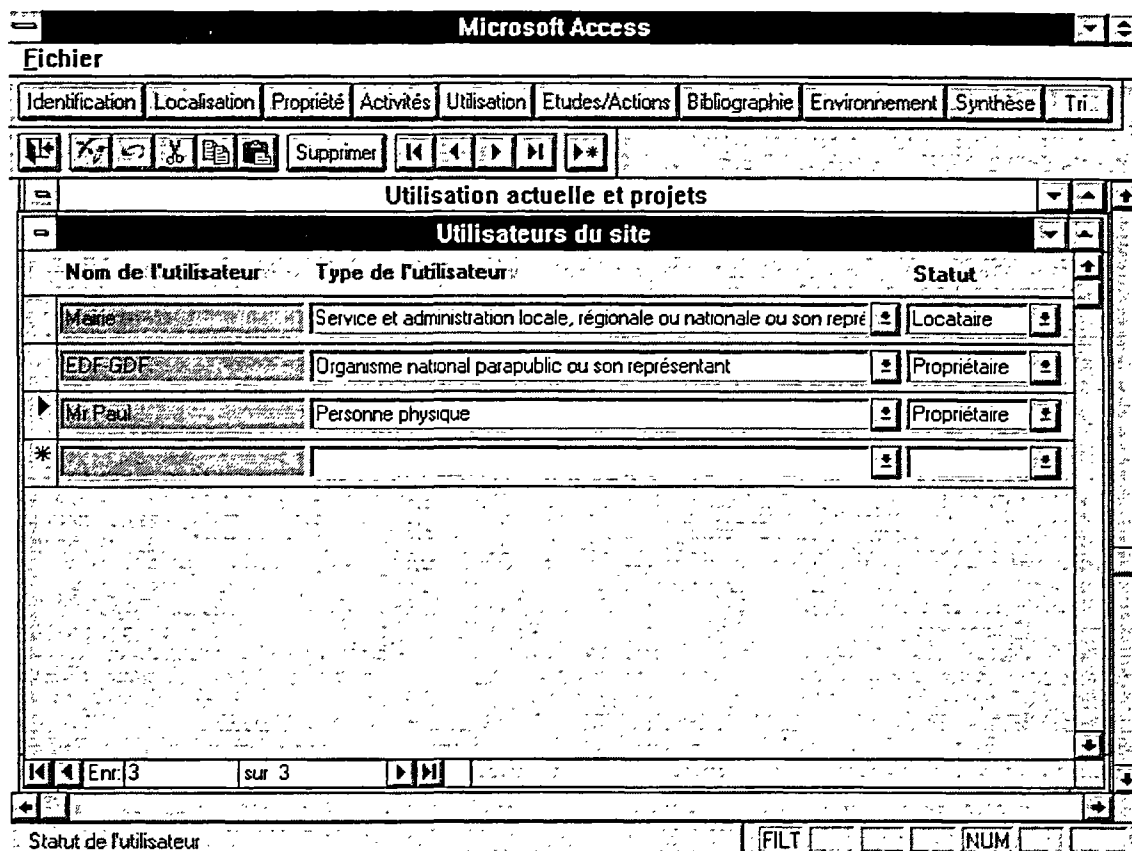 Microsoft Access
Fichier
Identification Localisation Propriété Activités Utilisation Etudes/Actions Bibliographie Environnement Synthèse Tri
Supprimer
Utilisation actuelle et projets
Utilisateurs du site
Nom de l'utilisateur Type de l'utilisateur Statut
Mairie Service et administration locale, régionale ou nationale ou son repré Locataire
EDF-GDF Organisme national parapublic ou son représentant Propriétaire
Mr Paul Personne physique Propriétaire
Enr: 3 sur 3
Statut de l'utilisateur FILT NUM